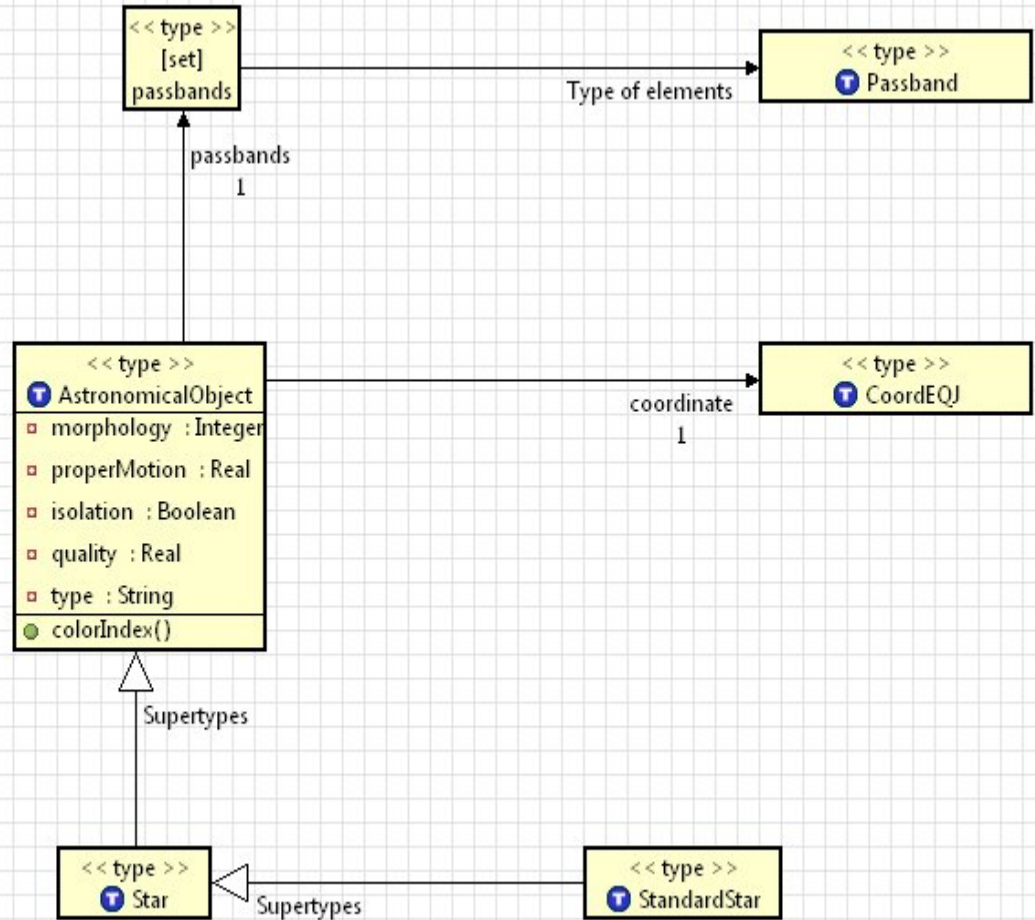 << type >>
[set]
passbands
<< type >>
T Passband
Type of elements
passbands
1
<< type >>
T AstronomicalObject
morphology : Integer
properMotion : Real
isolation : Boolean
quality : Real
type : String
colorIndex()
<< type >>
T CoordEQJ
coordinate
1
Supertypes
<< type >>
T Star
Supertypes
<< type >>
T StandardStar